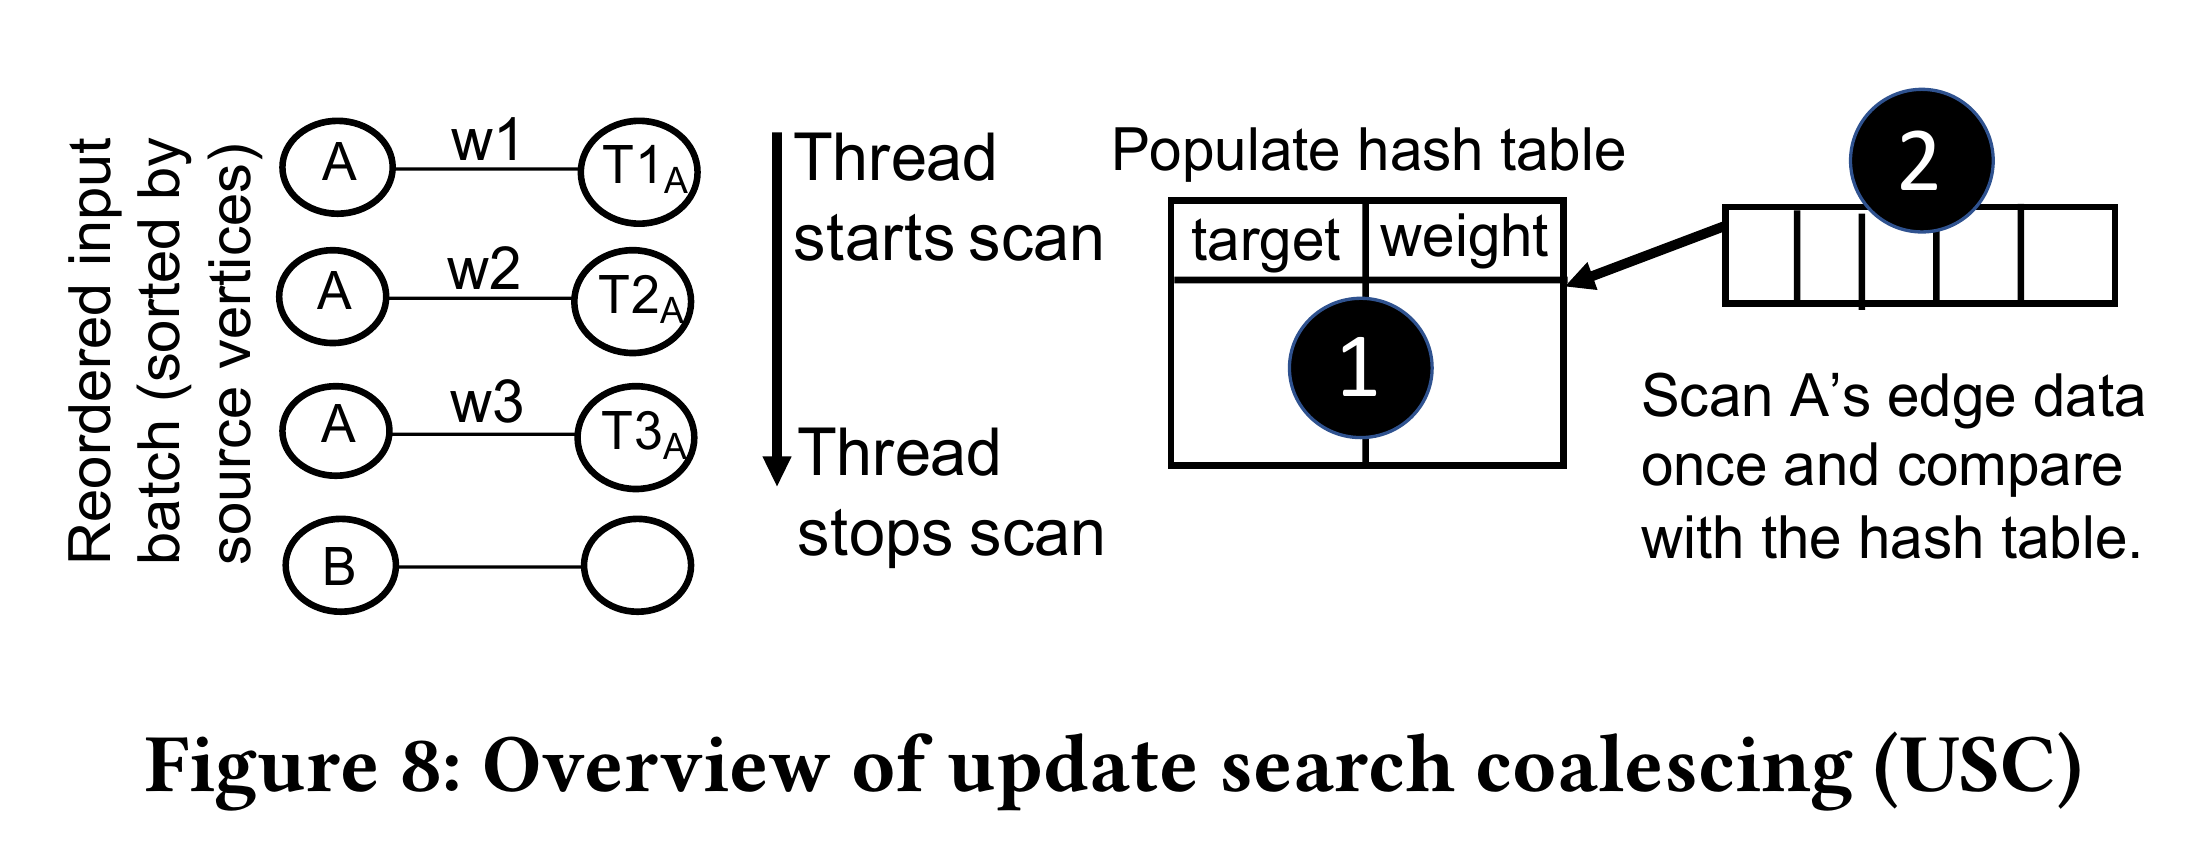 Reordered input
batch (sorted by
source vertices)
A w1 T1A
A w2 T2A
A w3 T3A
B
Thread
starts scan
Thread
stops scan
Populate hash table
target weight
1
2
Scan A’s edge data
once and compare
with the hash table.
Figure 8: Overview of update search coalescing (USC)